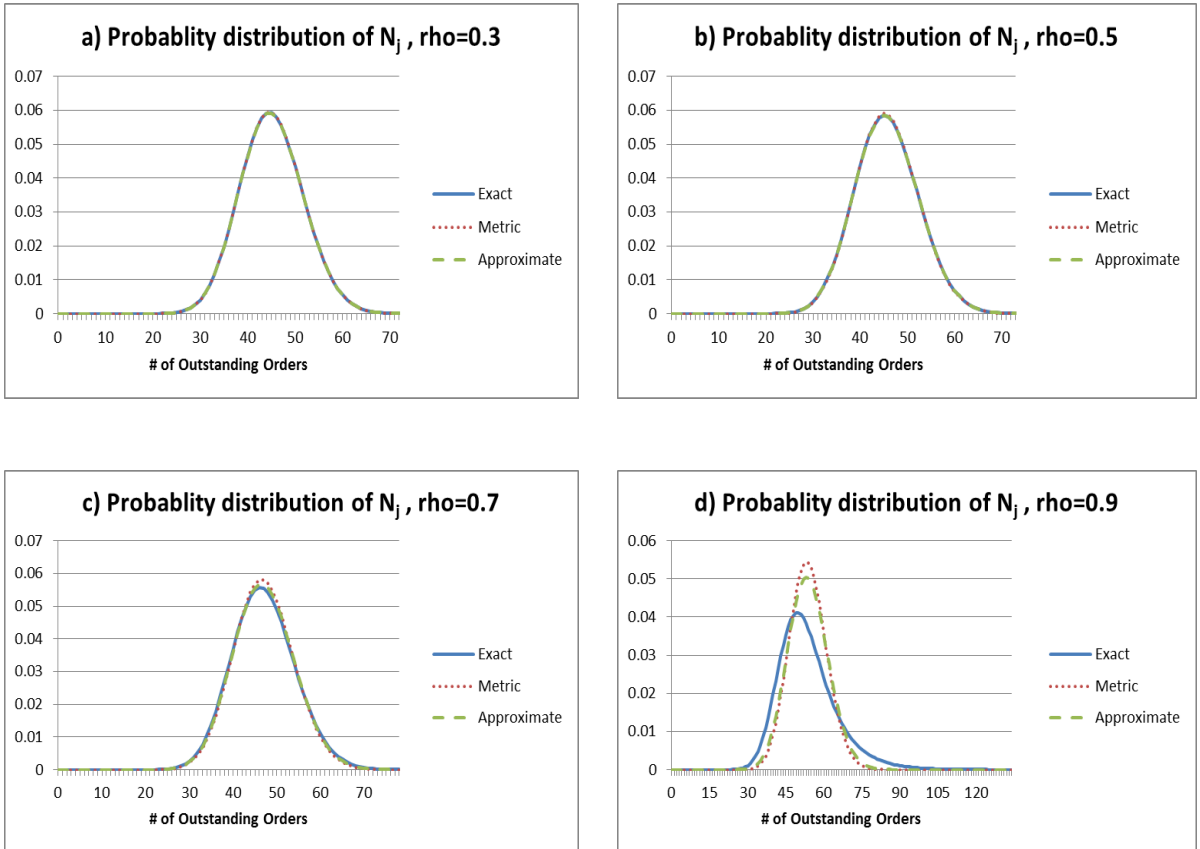 a) Probablity distribution of Nj , rho=0.3
0.07
0.06
0.05
0.04
0.03
0.02
0.01
0
0 10 20 30 40 50 60 70
# of Outstanding Orders
Exact
Metric
Approximate
b) Probablity distribution of Nj , rho=0.5
0.07
0.06
0.05
0.04
0.03
0.02
0.01
0
0 10 20 30 40 50 60 70
# of Outstanding Orders
Exact
Metric
Approximate
c) Probablity distribution of Nj , rho=0.7
0.07
0.06
0.05
0.04
0.03
0.02
0.01
0
0 10 20 30 40 50 60 70
# of Outstanding Orders
Exact
Metric
Approximate
d) Probablity distribution of Nj , rho=0.9
0.06
0.05
0.04
0.03
0.02
0.01
0
0 15 30 45 60 75 90 105 120
# of Outstanding Orders
Exact
Metric
Approximate